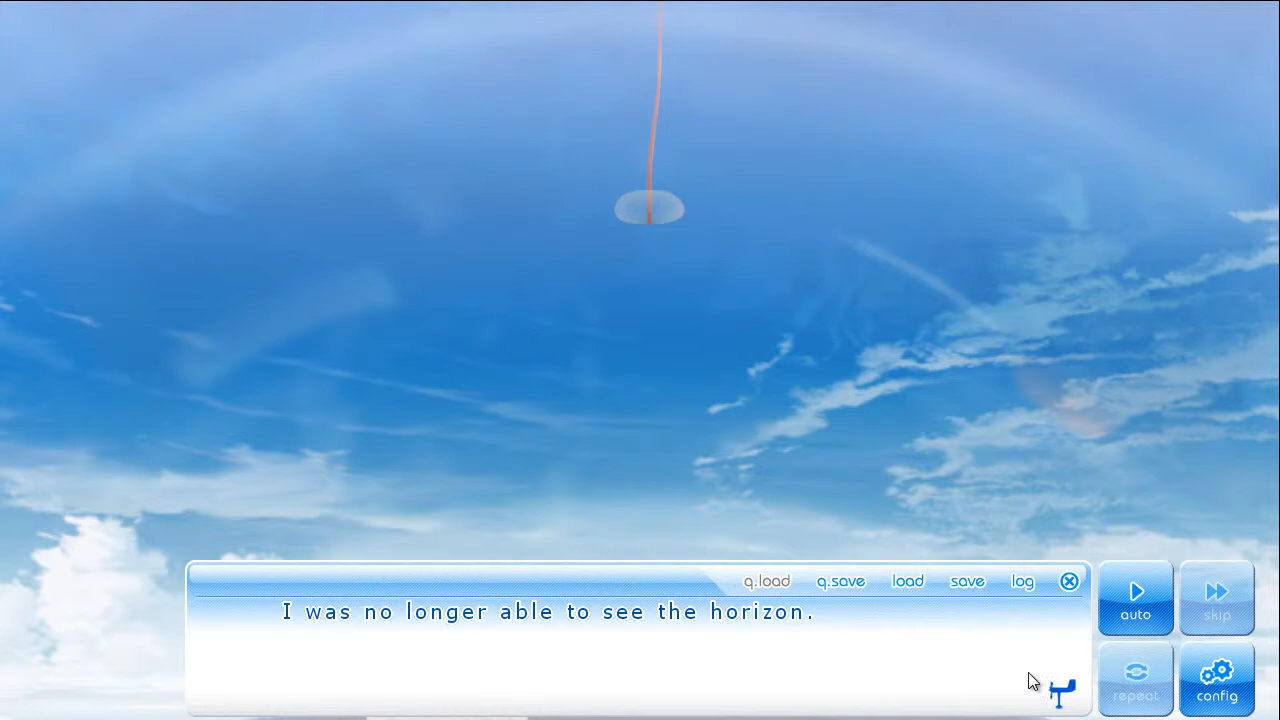 q.load q.save load save log
I was no longer able to see the horizon.
auto skip
repeat config